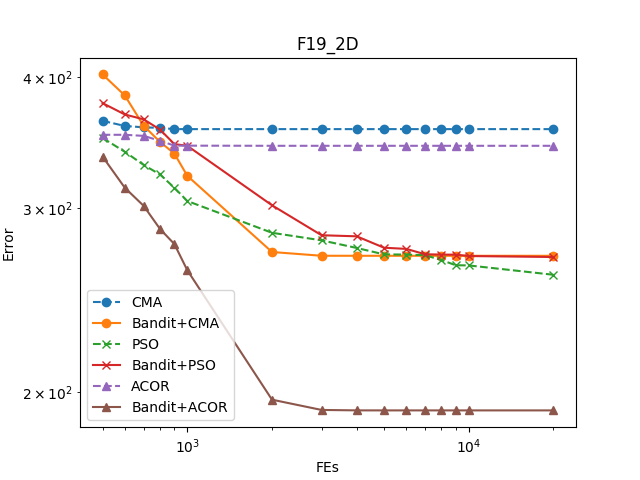 F19_2D
4 × 10²
3 × 10²
2 × 10²
Error
CMA
Bandit+CMA
PSO
Bandit+PSO
ACOR
Bandit+ACOR
10³
10⁴
FEs